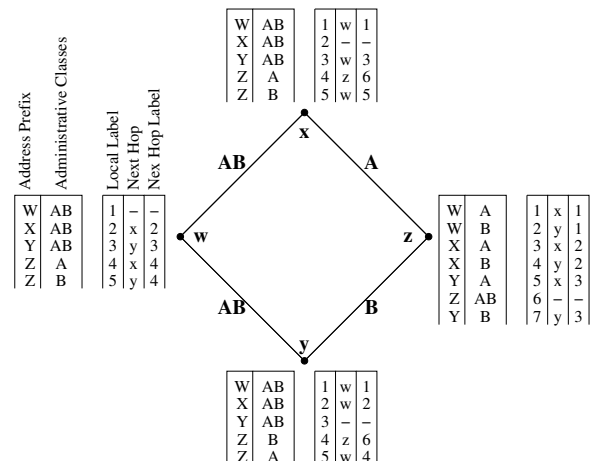 W AB 1 w 1
X AB 2 – –
Y AB 3 w 3
Z A 4 z 6
Z B 5 w 5
x
AB
A
Address Prefix
Administrative Classes
Local Label
Next Hop
Nex Hop Label
W AB 1 – –
X AB 2 x 2
Y AB 3 y 3
Z A 4 x 4
Z B 5 y 4
w
z
W A 1 x 1
W B 2 y 1
X A 3 x 2
X B 4 y 2
Y A 5 x 3
Z AB 6 – –
Y B 7 y 3
AB
B
y
W AB 1 w 1
X AB 2 w 2
Y AB 3 – –
Z B 4 z 6
Z A 5 w 4